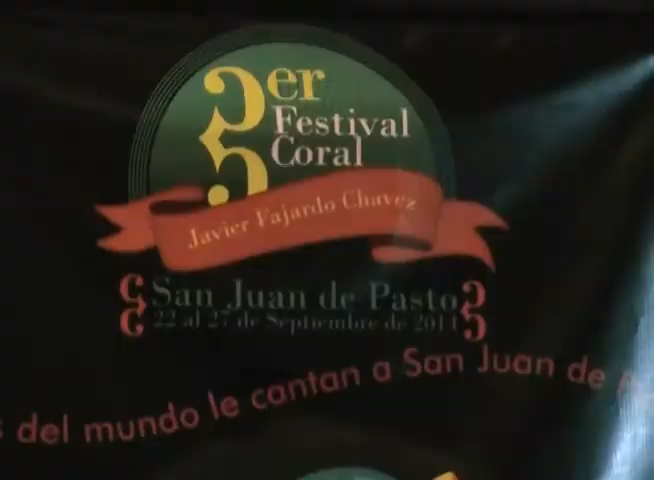 3er
Festival
Coral
Javier Fajardo Chavez
San Juan de Pasto
22 al 27 de Septiembre de 2011
del mundo le cantan a San Juan de